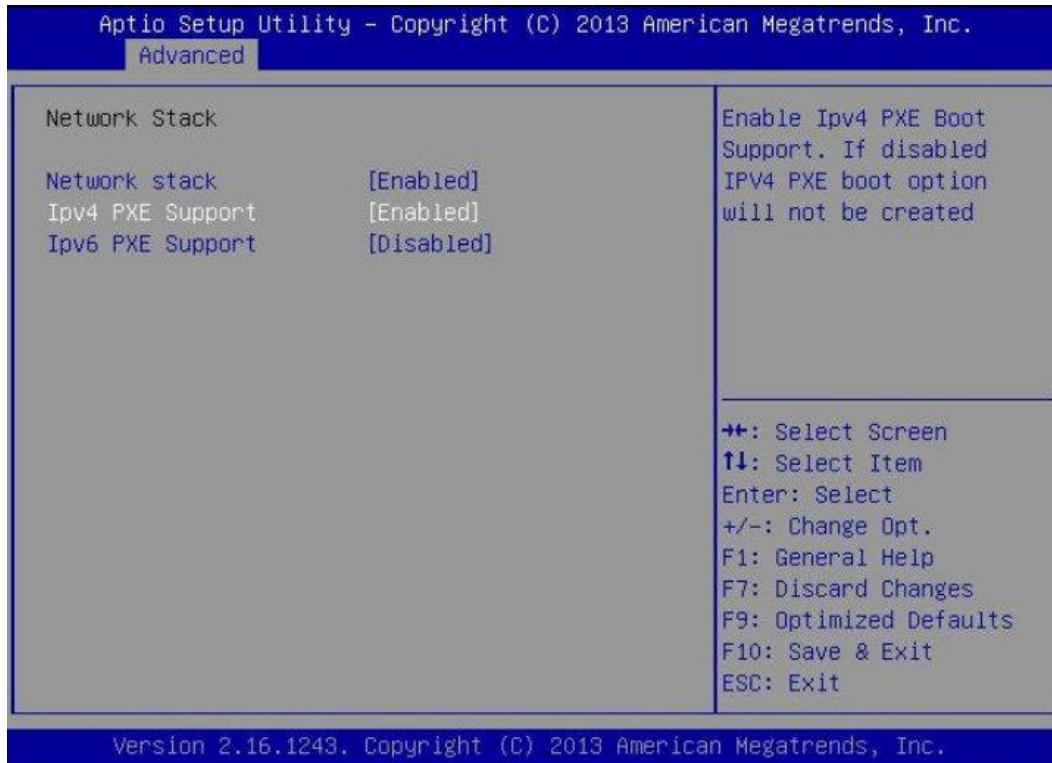 Aptio Setup Utility – Copyright (C) 2013 American Megatrends, Inc.
Advanced
Network Stack
Network stack [Enabled]
Ipv4 PXE Support [Enabled]
Ipv6 PXE Support [Disabled]
Enable Ipv4 PXE Boot
Support. If disabled
IPV4 PXE boot option
will not be created
→←: Select Screen
↑↓: Select Item
Enter: Select
+/-: Change Opt.
F1: General Help
F7: Discard Changes
F9: Optimized Defaults
F10: Save & Exit
ESC: Exit
Version 2.16.1243. Copyright (C) 2013 American Megatrends, Inc.